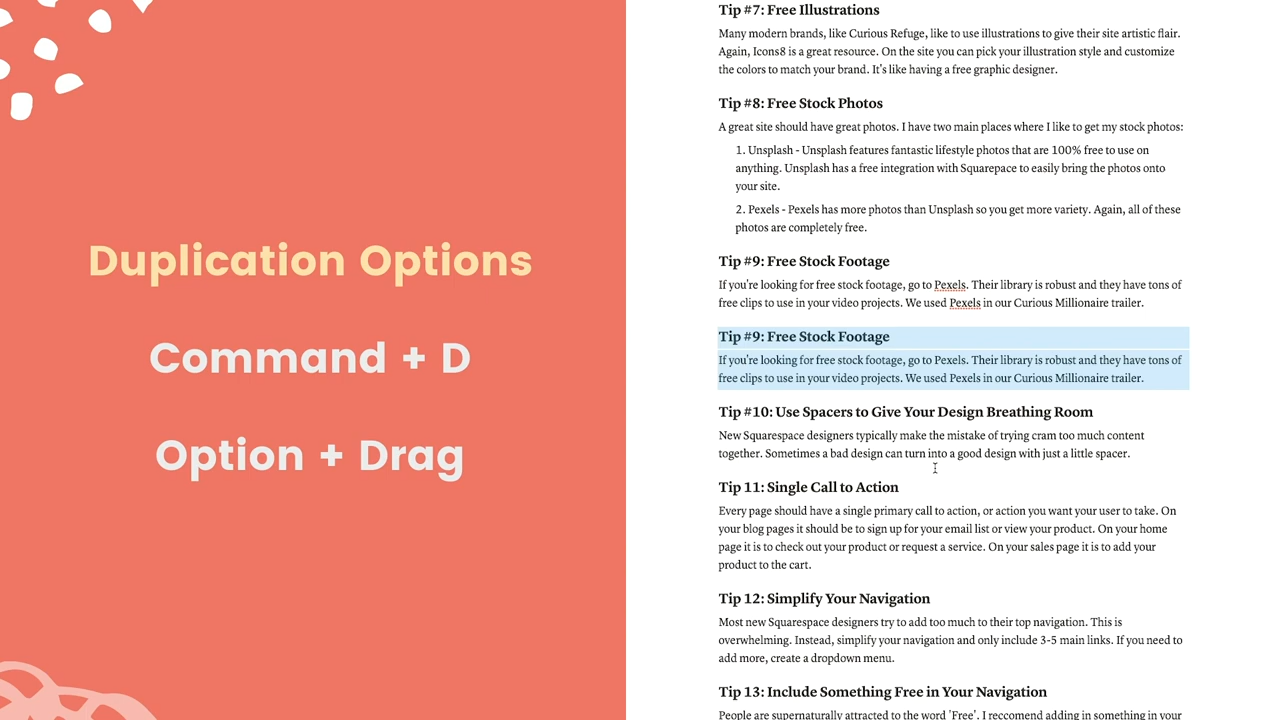 Duplication Options
Command + D
Option + Drag
Tip #7: Free Illustrations
Many modern brands, like Curious Refuge, like to use illustrations to give their site artistic flair.
Again, Icons8 is a great resource. On the site you can pick your illustration style and customize
the colors to match your brand. It's like having a free graphic designer.
Tip #8: Free Stock Photos
A great site should have great photos. I have two main places where I like to get my stock photos:
1. Unsplash - Unsplash features fantastic lifestyle photos that are 100% free to use on
anything. Unsplash has a free integration with Squarepace to easily bring the photos onto
your site.
2. Pexels - Pexels has more photos than Unsplash so you get more variety. Again, all of these
photos are completely free.
Tip #9: Free Stock Footage
If you're looking for free stock footage, go to Pexels. Their library is robust and they have tons of
free clips to use in your video projects. We used Pexels in our Curious Millionaire trailer.
Tip #9: Free Stock Footage
If you're looking for free stock footage, go to Pexels. Their library is robust and they have tons of
free clips to use in your video projects. We used Pexels in our Curious Millionaire trailer.
Tip #10: Use Spacers to Give Your Design Breathing Room
New Squarespace designers typically make the mistake of trying cram too much content
together. Sometimes a bad design can turn into a good design with just a little spacer.
Tip 11: Single Call to Action
Every page should have a single primary call to action, or action you want your user to take. On
your blog pages it should be to sign up for your email list or view your product. On your home
page it is to check out your product or request a service. On your sales page it is to add your
product to the cart.
Tip 12: Simplify Your Navigation
Most new Squarespace designers try to add too much to their top navigation. This is
overwhelming. Instead, simplify your navigation and only include 3-5 main links. If you need to
add more, create a dropdown menu.
Tip 13: Include Something Free in Your Navigation
People are supernaturally attracted to the word 'Free'. I reccomend adding in something in your